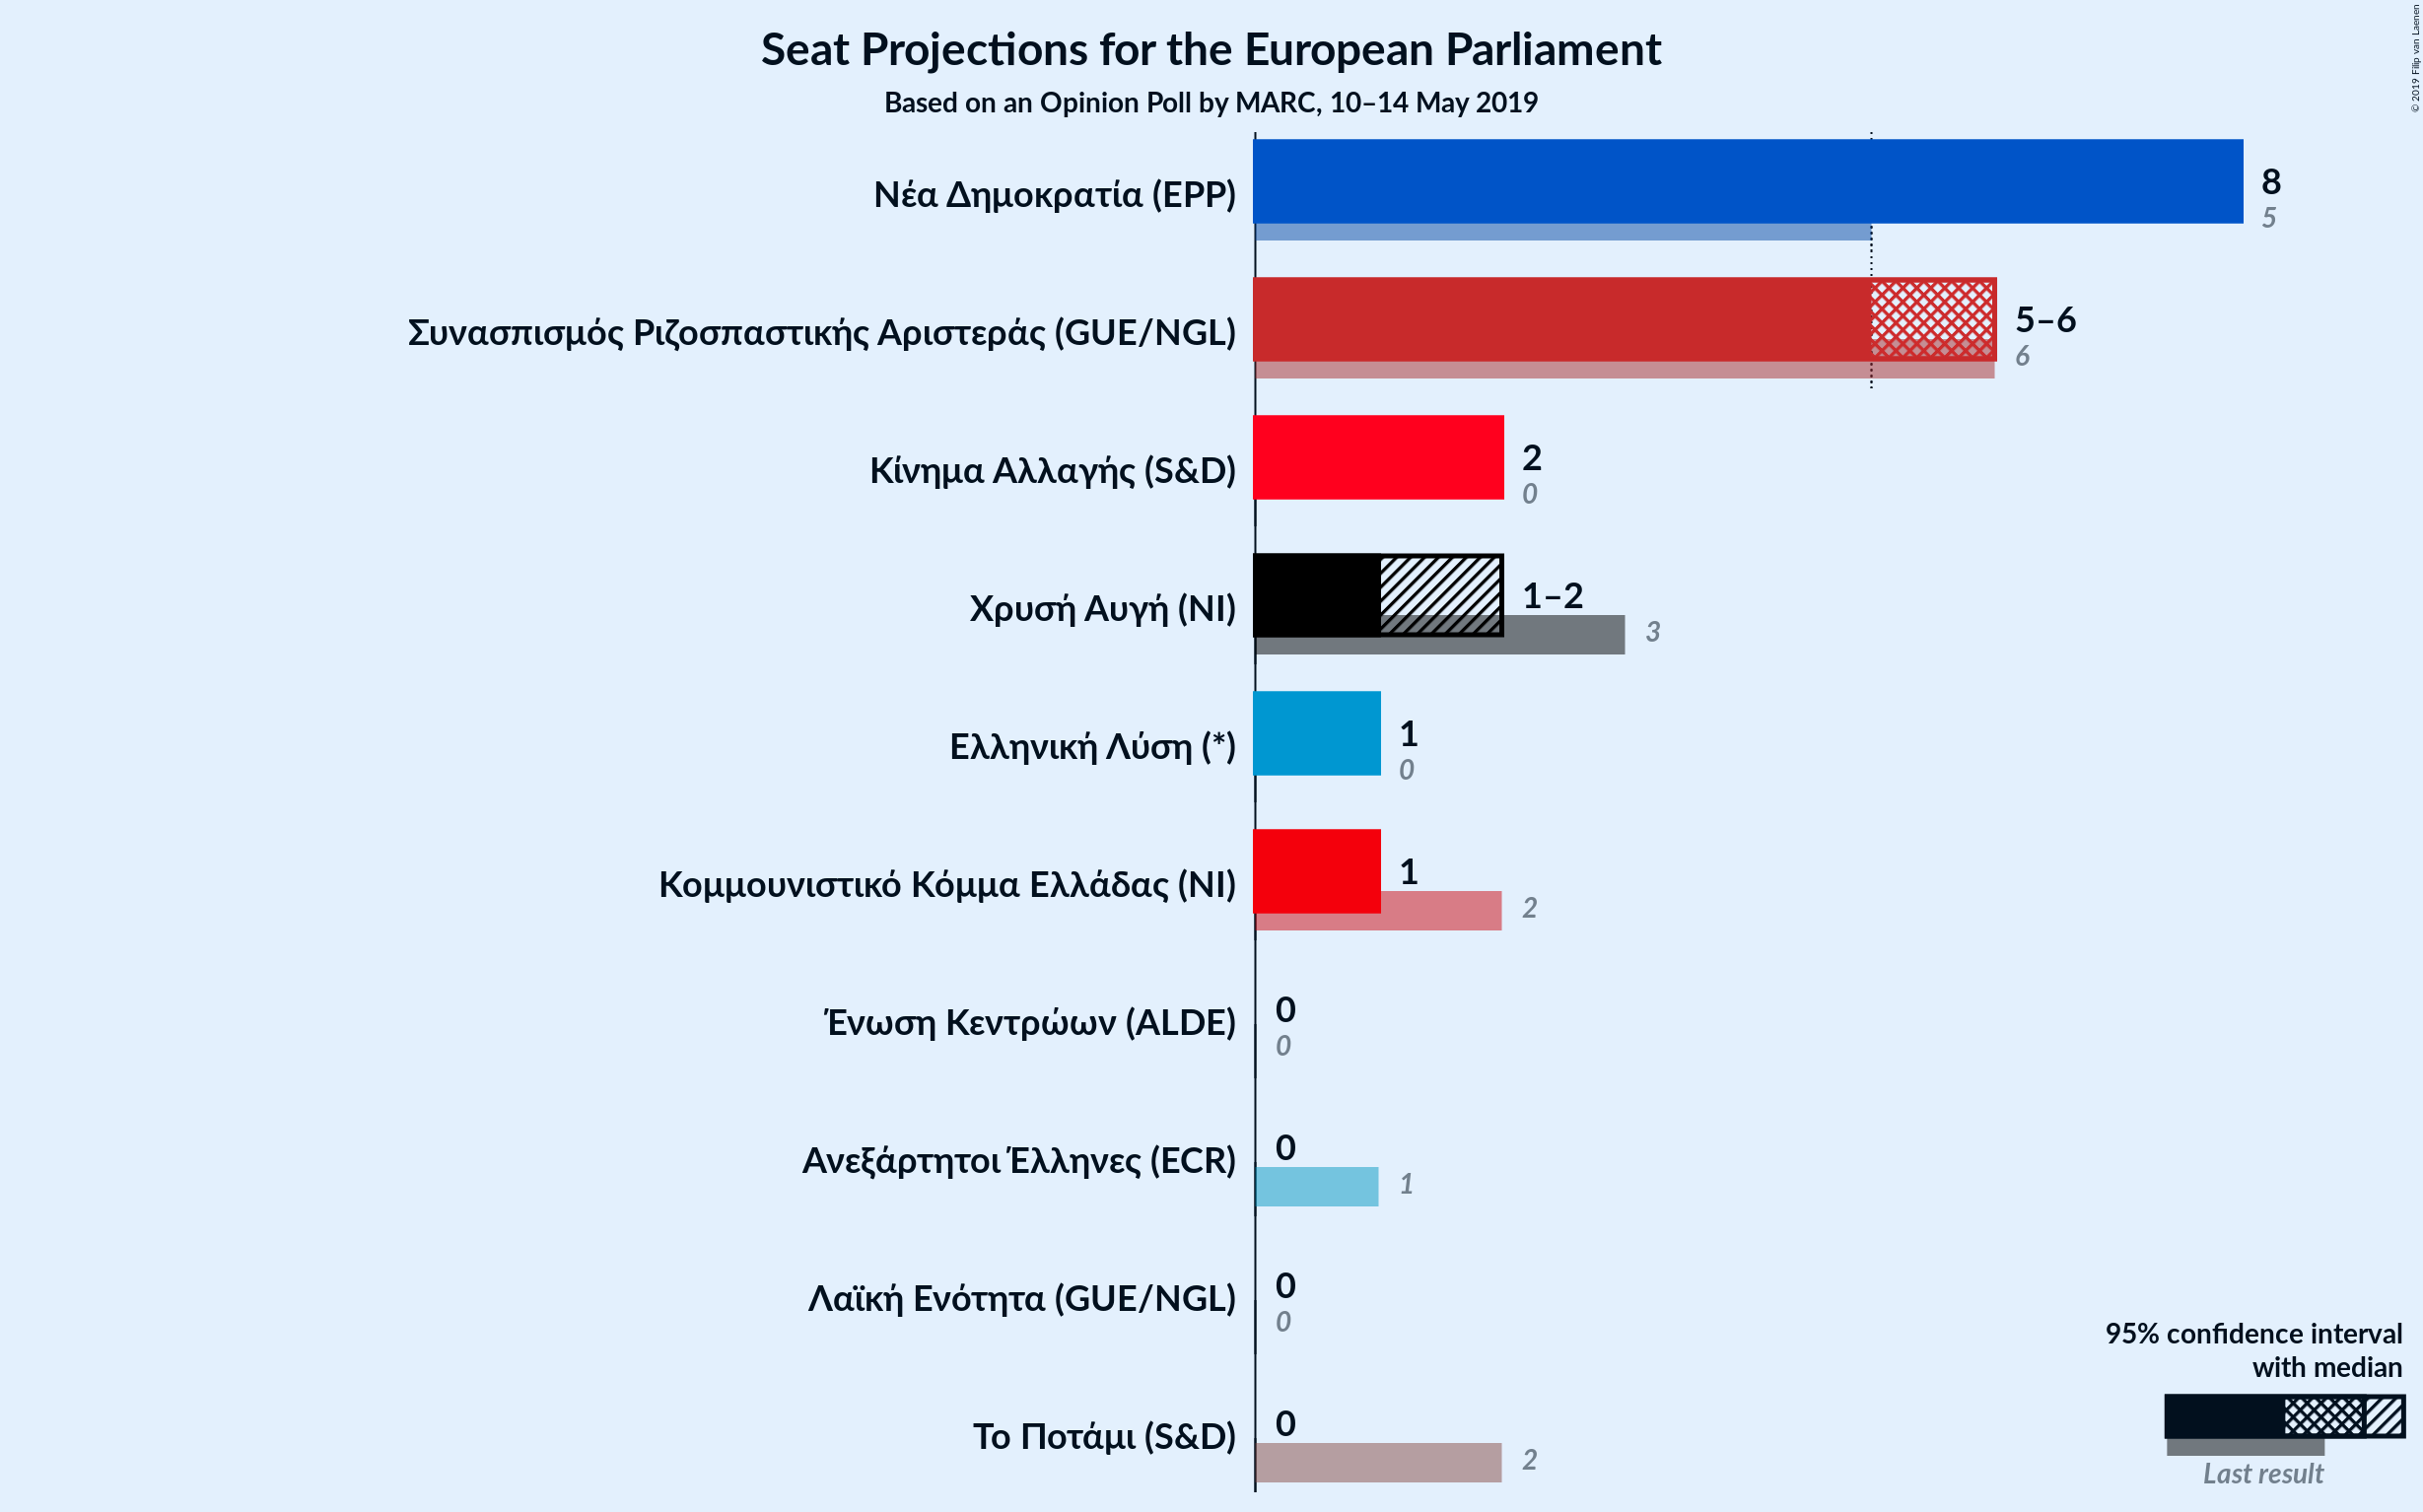 Seat Projections for the European Parliament
Based on an Opinion Poll by MARC, 10–14 May 2019
© 2019 Filip van Laenen
Νέα Δημοκρατία (EPP)
8
5
Συνασπισμός Ριζοσπαστικής Αριστεράς (GUE/NGL)
5–6
6
Κίνημα Αλλαγής (S&D)
2
0
Χρυσή Αυγή (NI)
1–2
3
Ελληνική Λύση (*)
1
0
Κομμουνιστικό Κόμμα Ελλάδας (NI)
1
2
Ένωση Κεντρώων (ALDE)
0
0
Ανεξάρτητοι Έλληνες (ECR)
0
1
Λαϊκή Ενότητα (GUE/NGL)
0
0
Το Ποτάμι (S&D)
0
2
95% confidence interval
with median
Last result